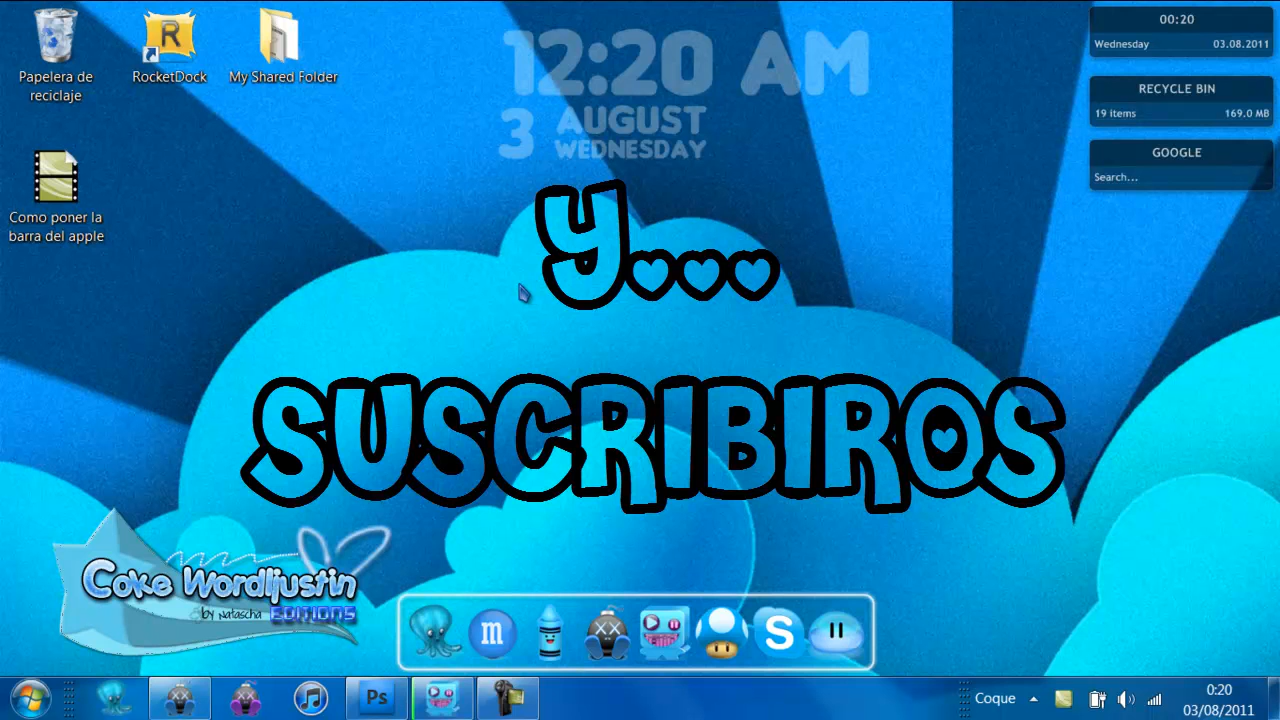 Papelera de
reciclaje
RocketDock
My Shared Folder
Como poner la
barra del apple
12:20 AM
3
AUGUST
WEDNESDAY
00:20
Wednesday 03.08.2011
RECYCLE BIN
19 items 169.0 MB
GOOGLE
Search...
Y...
SUSCRIBIROS
Coke Wordljustin
by Natascha EDITIONS
m
S
Ps
Coque
0:20
03/08/2011